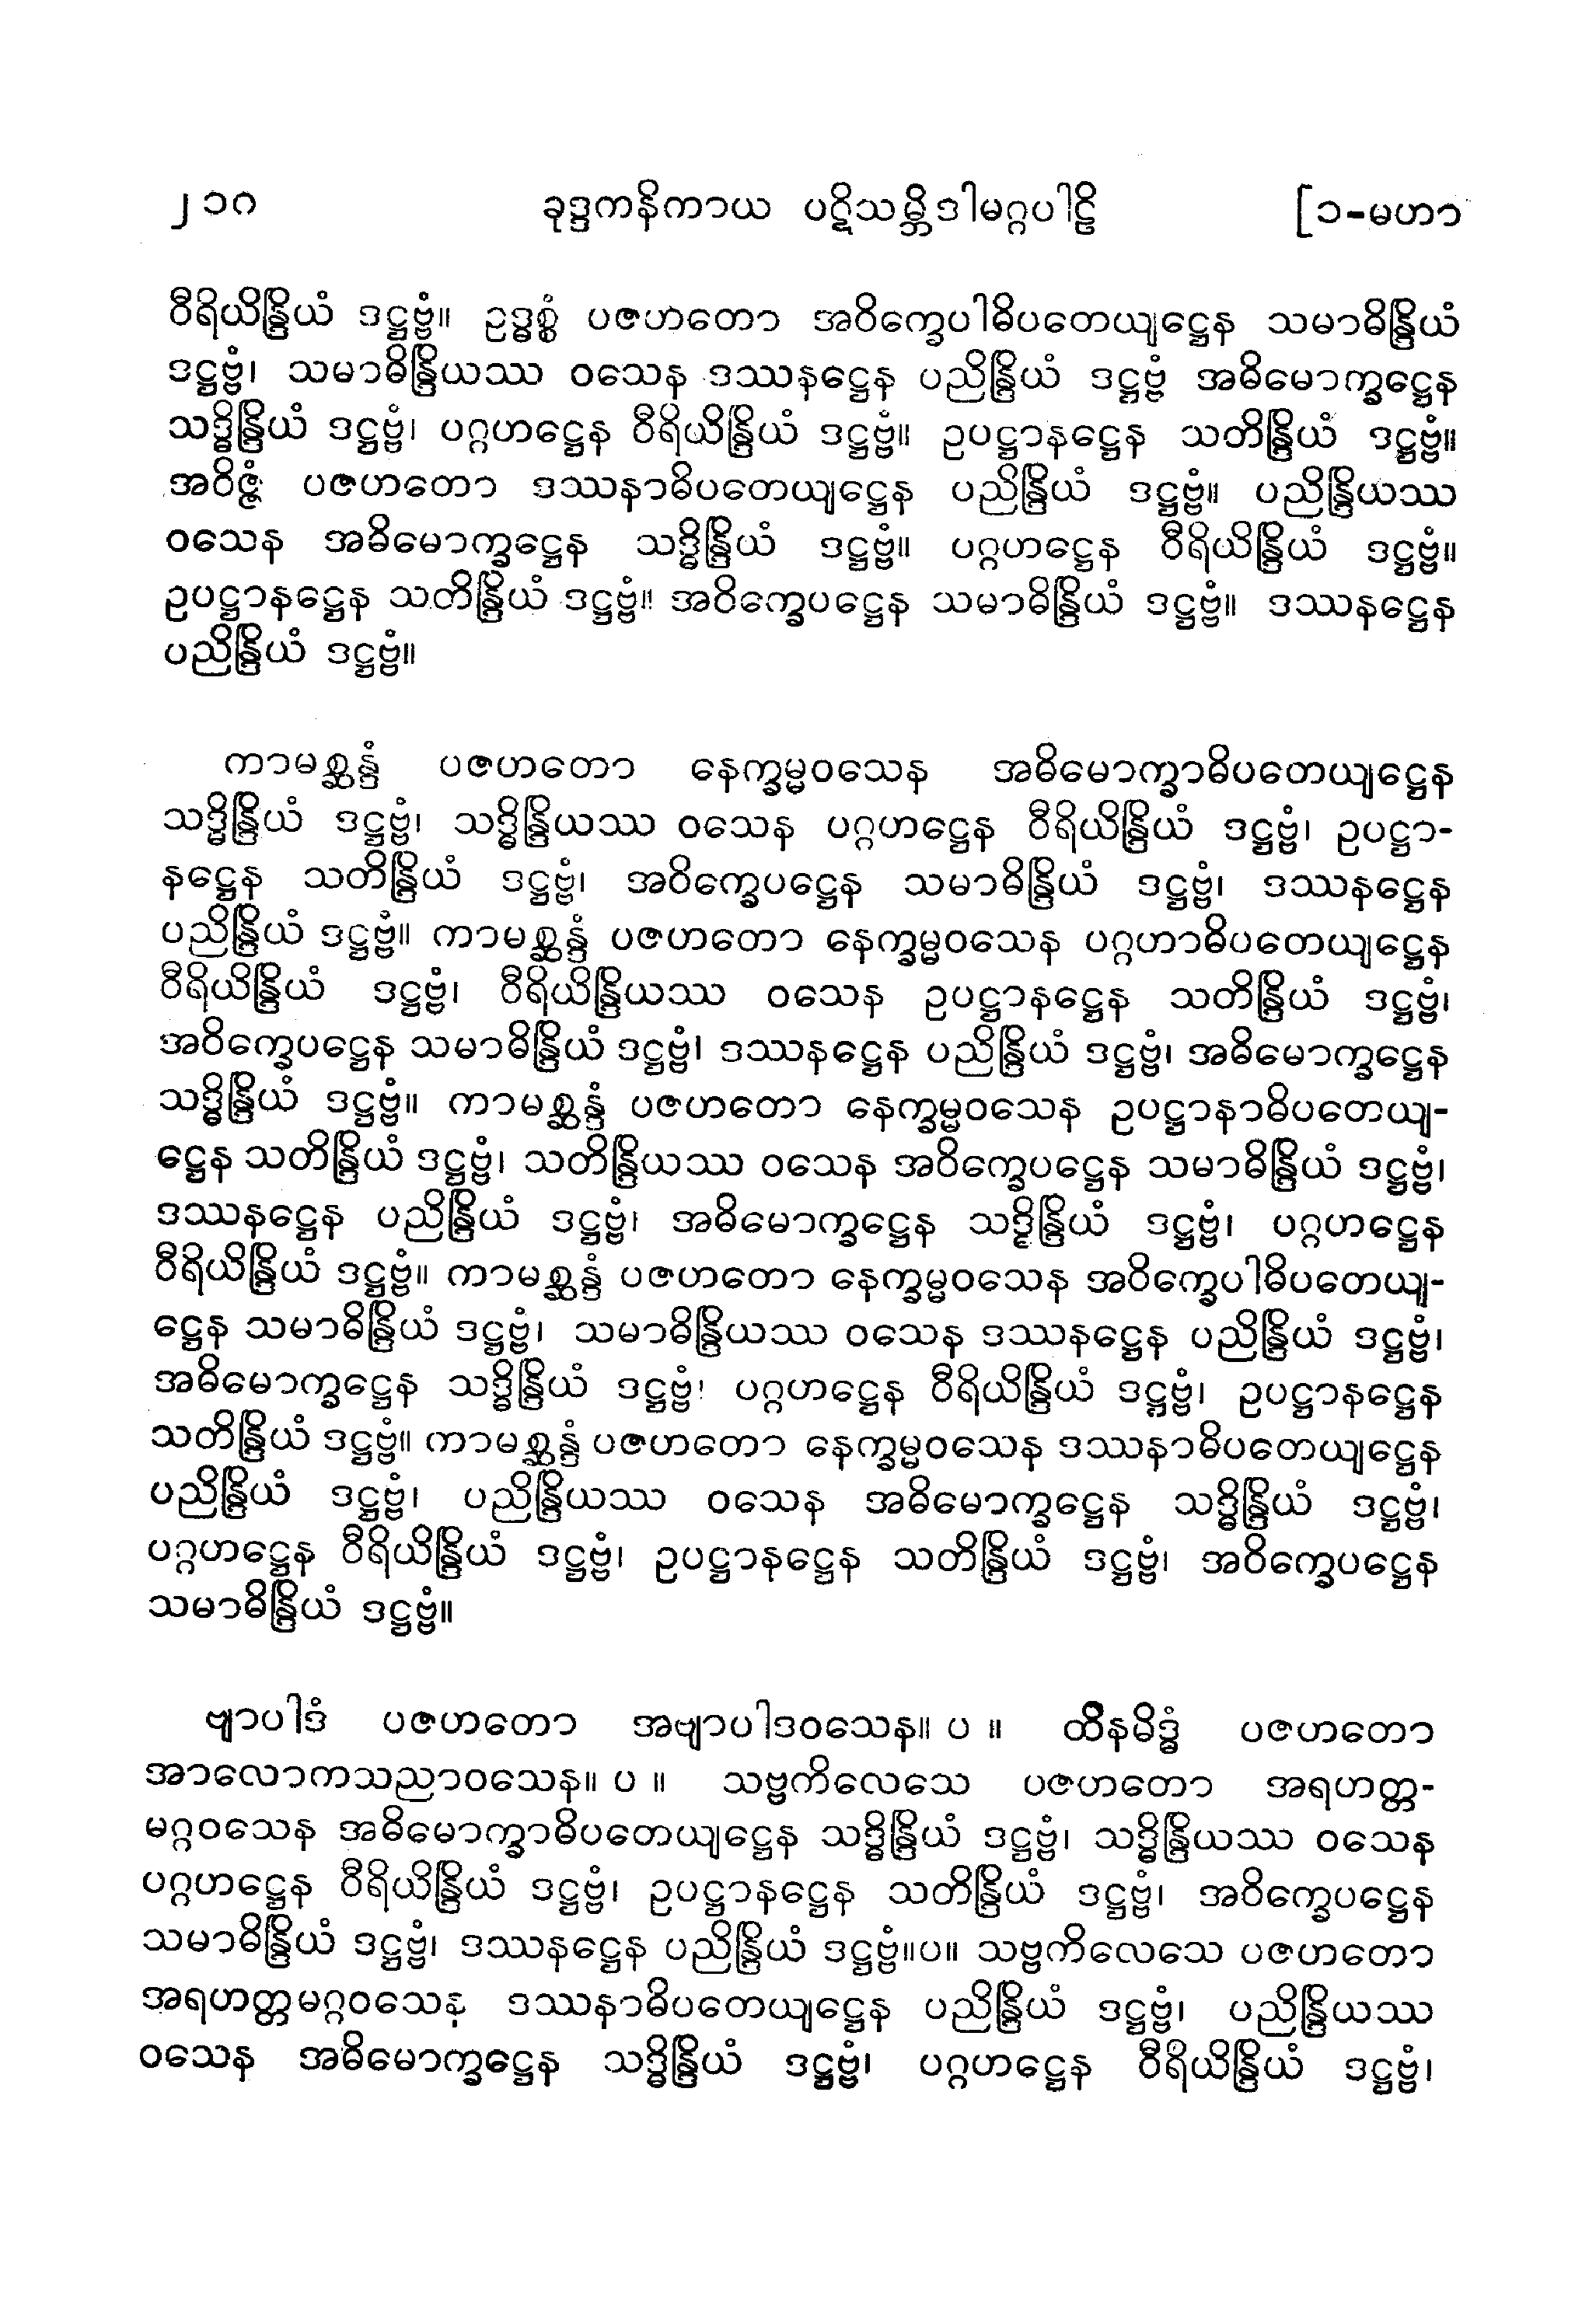 ၂၁၀ ခုဒ္ဒကနိကာယ ပဋိသမ္ဘိဒါမဂ္ဂပါဠိ [၁-မဟာ
ဝီရိယိန္ဒြိယံ ဒဋ္ဌဗ္ဗံ။ ဥဒ္ဓစ္စံ ပဇဟတော အဝိက္ခေပါဓိပတေယျဋ္ဌေန သမာဓိန္ဒြိယံ
ဒဋ္ဌဗ္ဗံ၊ သမာဓိန္ဒြိယဿ ဝသေန ဒဿနဋ္ဌေန ပညိန္ဒြိယံ ဒဋ္ဌဗ္ဗံ အဓိမောက္ခဋ္ဌေန
သဒ္ဓိန္ဒြိယံ ဒဋ္ဌဗ္ဗံ၊ ပဂ္ဂဟဋ္ဌေန ဝီရိယိန္ဒြိယံ ဒဋ္ဌဗ္ဗံ။ ဥပဋ္ဌာနဋ္ဌေန သတိန္ဒြိယံ ဒဋ္ဌဗ္ဗံ။
အဝိဇ္ဇံ ပဇဟတော ဒဿနာဓိပတေယျဋ္ဌေန ပညိန္ဒြိယံ ဒဋ္ဌဗ္ဗံ။ ပညိန္ဒြိယဿ
ဝသေန အဓိမောက္ခဋ္ဌေန သဒ္ဓိန္ဒြိယံ ဒဋ္ဌဗ္ဗံ။ ပဂ္ဂဟဋ္ဌေန ဝီရိယိန္ဒြိယံ ဒဋ္ဌဗ္ဗံ။
ဥပဋ္ဌာနဋ္ဌေန သတိန္ဒြိယံ ဒဋ္ဌဗ္ဗံ။ အဝိက္ခေပဋ္ဌေန သမာဓိန္ဒြိယံ ဒဋ္ဌဗ္ဗံ။ ဒဿနဋ္ဌေန
ပညိန္ဒြိယံ ဒဋ္ဌဗ္ဗံ။
ကာမစ္ဆန္ဒံ ပဇဟတော နေက္ခမ္မဝသေန အဓိမောက္ခာဓိပတေယျဋ္ဌေန
သဒ္ဓိန္ဒြိယံ ဒဋ္ဌဗ္ဗံ၊ သဒ္ဓိန္ဒြိယဿ ဝသေန ပဂ္ဂဟဋ္ဌေန ဝီရိယိန္ဒြိယံ ဒဋ္ဌဗ္ဗံ၊ ဥပဋ္ဌာ-
နဋ္ဌေန သတိန္ဒြိယံ ဒဋ္ဌဗ္ဗံ၊ အဝိက္ခေပဋ္ဌေန သမာဓိန္ဒြိယံ ဒဋ္ဌဗ္ဗံ၊ ဒဿနဋ္ဌေန
ပညိန္ဒြိယံ ဒဋ္ဌဗ္ဗံ။ ကာမစ္ဆန္ဒံ ပဇဟတော နေက္ခမ္မဝသေန ပဂ္ဂဟာဓိပတေယျဋ္ဌေန
ဝီရိယိန္ဒြိယံ ဒဋ္ဌဗ္ဗံ၊ ဝီရိယိန္ဒြိယဿ ဝသေန ဥပဋ္ဌာနဋ္ဌေန သတိန္ဒြိယံ ဒဋ္ဌဗ္ဗံ၊
အဝိက္ခေပဋ္ဌေန သမာဓိန္ဒြိယံ ဒဋ္ဌဗ္ဗံ၊ ဒဿနဋ္ဌေန ပညိန္ဒြိယံ ဒဋ္ဌဗ္ဗံ၊ အဓိမောက္ခဋ္ဌေန
သဒ္ဓိန္ဒြိယံ ဒဋ္ဌဗ္ဗံ။ ကာမစ္ဆန္ဒံ ပဇဟတော နေက္ခမ္မဝသေန ဥပဋ္ဌာနာဓိပတေယျ-
ဋ္ဌေန သတိန္ဒြိယံ ဒဋ္ဌဗ္ဗံ၊ သတိန္ဒြိယဿ ဝသေန အဝိက္ခေပဋ္ဌေန သမာဓိန္ဒြိယံ ဒဋ္ဌဗ္ဗံ၊
ဒဿနဋ္ဌေန ပညိန္ဒြိယံ ဒဋ္ဌဗ္ဗံ၊ အဓိမောက္ခဋ္ဌေန သဒ္ဓိန္ဒြိယံ ဒဋ္ဌဗ္ဗံ၊ ပဂ္ဂဟဋ္ဌေန
ဝီရိယိန္ဒြိယံ ဒဋ္ဌဗ္ဗံ။ ကာမစ္ဆန္ဒံ ပဇဟတော နေက္ခမ္မဝသေန အဝိက္ခေပါဓိပတေယျ-
ဋ္ဌေန သမာဓိန္ဒြိယံ ဒဋ္ဌဗ္ဗံ၊ သမာဓိန္ဒြိယဿ ဝသေန ဒဿနဋ္ဌေန ပညိန္ဒြိယံ ဒဋ္ဌဗ္ဗံ၊
အဓိမောက္ခဋ္ဌေန သဒ္ဓိန္ဒြိယံ ဒဋ္ဌဗ္ဗံ၊ ပဂ္ဂဟဋ္ဌေန ဝီရိယိန္ဒြိယံ ဒဋ္ဌဗ္ဗံ၊ ဥပဋ္ဌာနဋ္ဌေန
သတိန္ဒြိယံ ဒဋ္ဌဗ္ဗံ။ ကာမစ္ဆန္ဒံ ပဇဟတော နေက္ခမ္မဝသေန ဒဿနာဓိပတေယျဋ္ဌေန
ပညိန္ဒြိယံ ဒဋ္ဌဗ္ဗံ၊ ပညိန္ဒြိယဿ ဝသေန အဓိမောက္ခဋ္ဌေန သဒ္ဓိန္ဒြိယံ ဒဋ္ဌဗ္ဗံ၊
ပဂ္ဂဟဋ္ဌေန ဝီရိယိန္ဒြိယံ ဒဋ္ဌဗ္ဗံ၊ ဥပဋ္ဌာနဋ္ဌေန သတိန္ဒြိယံ ဒဋ္ဌဗ္ဗံ၊ အဝိက္ခေပဋ္ဌေန
သမာဓိန္ဒြိယံ ဒဋ္ဌဗ္ဗံ။
ဗျာပါဒံ ပဇဟတော အဗျာပါဒဝသေန။ ပ ။ ထိနမိဒ္ဓံ ပဇဟတော
အာလောကသညာဝသေန။ ပ ။ သဗ္ဗကိလေသေ ပဇဟတော အရဟတ္တ-
မဂ္ဂဝသေန အဓိမောက္ခာဓိပတေယျဋ္ဌေန သဒ္ဓိန္ဒြိယံ ဒဋ္ဌဗ္ဗံ၊ သဒ္ဓိန္ဒြိယဿ ဝသေန
ပဂ္ဂဟဋ္ဌေန ဝီရိယိန္ဒြိယံ ဒဋ္ဌဗ္ဗံ၊ ဥပဋ္ဌာနဋ္ဌေန သတိန္ဒြိယံ ဒဋ္ဌဗ္ဗံ၊ အဝိက္ခေပဋ္ဌေန
သမာဓိန္ဒြိယံ ဒဋ္ဌဗ္ဗံ၊ ဒဿနဋ္ဌေန ပညိန္ဒြိယံ ဒဋ္ဌဗ္ဗံ။ပ။ သဗ္ဗကိလေသေ ပဇဟတော
အရဟတ္တမဂ္ဂဝသေန ဒဿနာဓိပတေယျဋ္ဌေန ပညိန္ဒြိယံ ဒဋ္ဌဗ္ဗံ၊ ပညိန္ဒြိယဿ
ဝသေန အဓိမောက္ခဋ္ဌေန သဒ္ဓိန္ဒြိယံ ဒဋ္ဌဗ္ဗံ၊ ပဂ္ဂဟဋ္ဌေန ဝီရိယိန္ဒြိယံ ဒဋ္ဌဗ္ဗံ၊